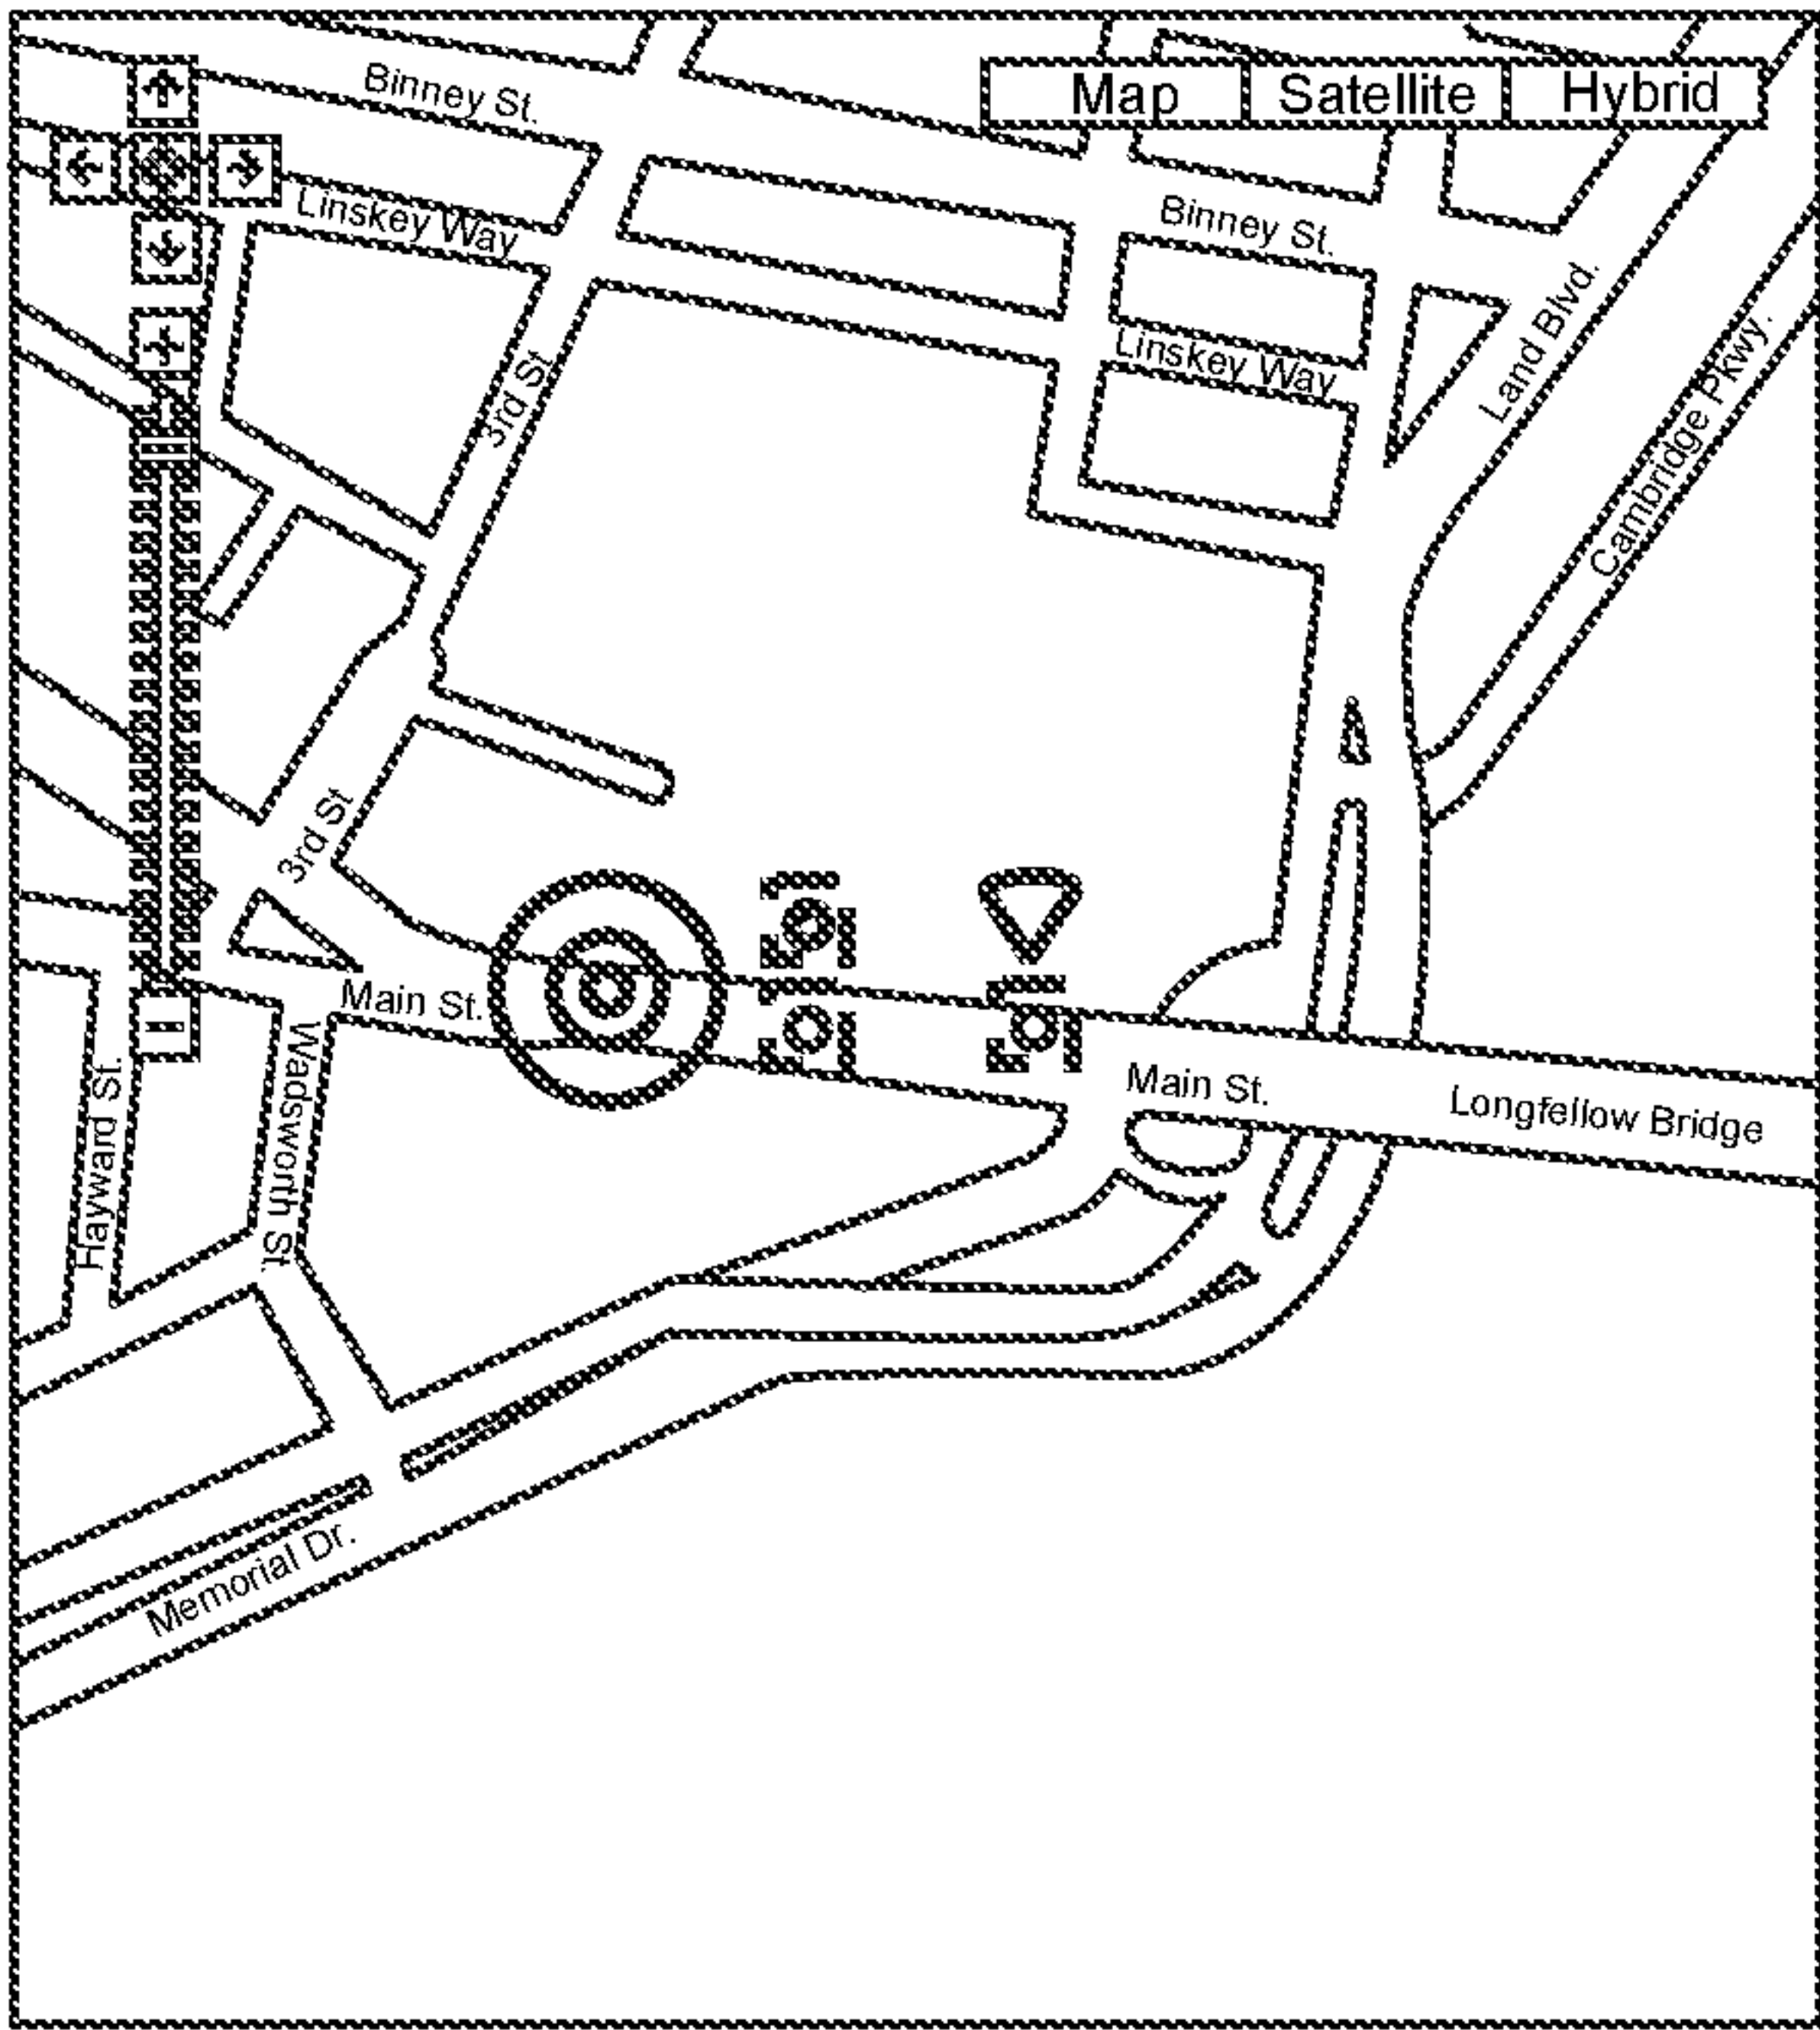 Binney St.
Map
Satellite
Hybrid
Linskey Way
Binney St.
Land Blvd.
Linskey Way
3rd St
Cambridge Pkwy.
3rd St
Main St.
Wadsworth St.
Hayward St.
Main St.
Longfellow Bridge
Memorial Dr.